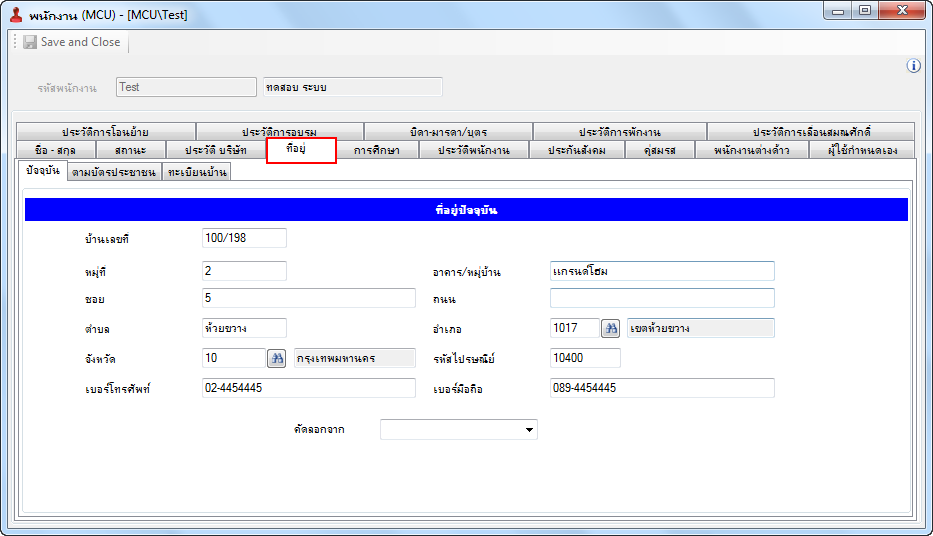 พนักงาน (MCU) - [MCU\Test]
Save and Close
รหัสพนักงาน Test ทดสอบ ระบบ
ประวัติการโอนย้าย ประวัติการอบรม บิดา-มารดา/บุตร ประวัติการพักงาน ประวัติการเลื่อนสมณศักดิ์
ชื่อ - สกุล สถานะ ประวัติ บริษัท ที่อยู่ การศึกษา ประวัติพนักงาน ประกันสังคม คู่สมรส พนักงานต่างด้าว ผู้ใช้กำหนดเอง
ปัจจุบัน ตามบัตรประชาชน ทะเบียนบ้าน
ที่อยู่ปัจจุบัน
บ้านเลขที่ 100/198
หมู่ที่ 2 อาคาร/หมู่บ้าน แกรนด์โฮม
ซอย 5 ถนน
ตำบล ห้วยขวาง อำเภอ 1017 เขตห้วยขวาง
จังหวัด 10 กรุงเทพมหานคร รหัสไปรษณีย์ 10400
เบอร์โทรศัพท์ 02-4454445 เบอร์มือถือ 089-4454445
คัดลอกจาก